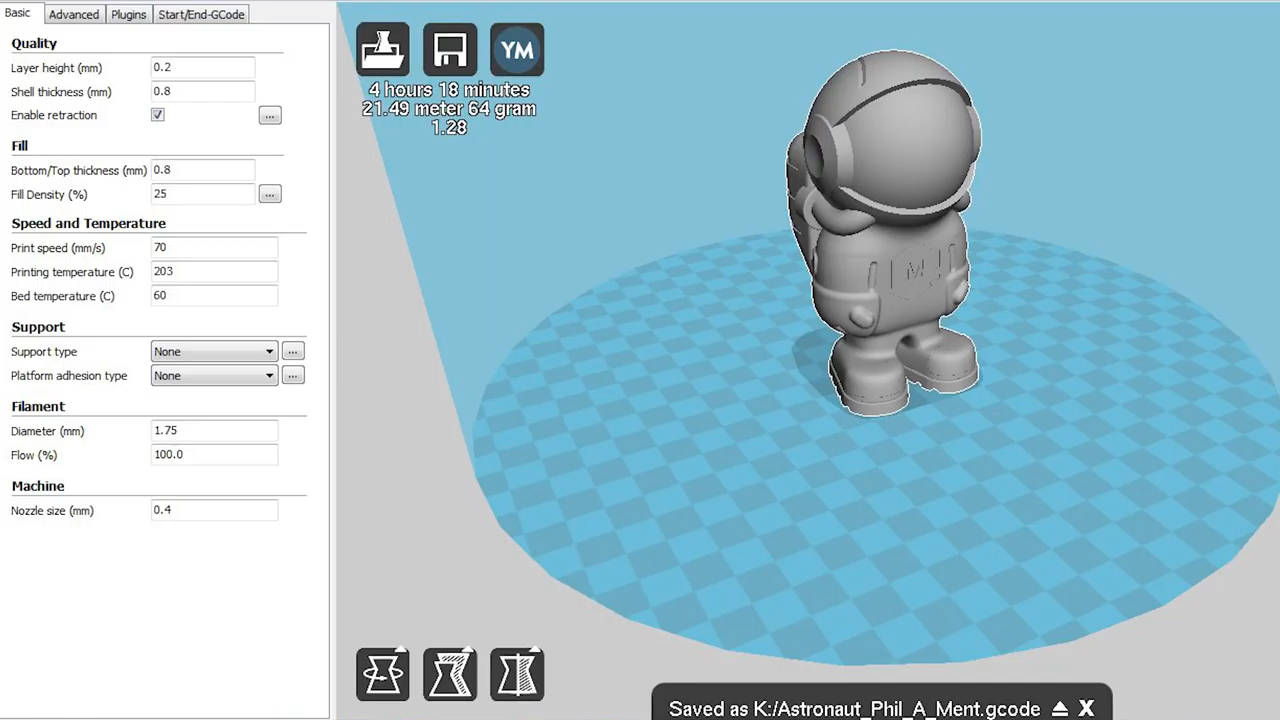 Basic Advanced Plugins Start/End-GCode
Quality
Layer height (mm) 0.2
Shell thickness (mm) 0.8
Enable retraction ...
Fill
Bottom/Top thickness (mm) 0.8
Fill Density (%) 25 ...
Speed and Temperature
Print speed (mm/s) 70
Printing temperature (C) 203
Bed temperature (C) 60
Support
Support type None ...
Platform adhesion type None ...
Filament
Diameter (mm) 1.75
Flow (%) 100.0
Machine
Nozzle size (mm) 0.4
YM
4 hours 18 minutes
21.49 meter 64 gram
1.28
M
Saved as K:/Astronaut_Phil_A_Ment.gcode X